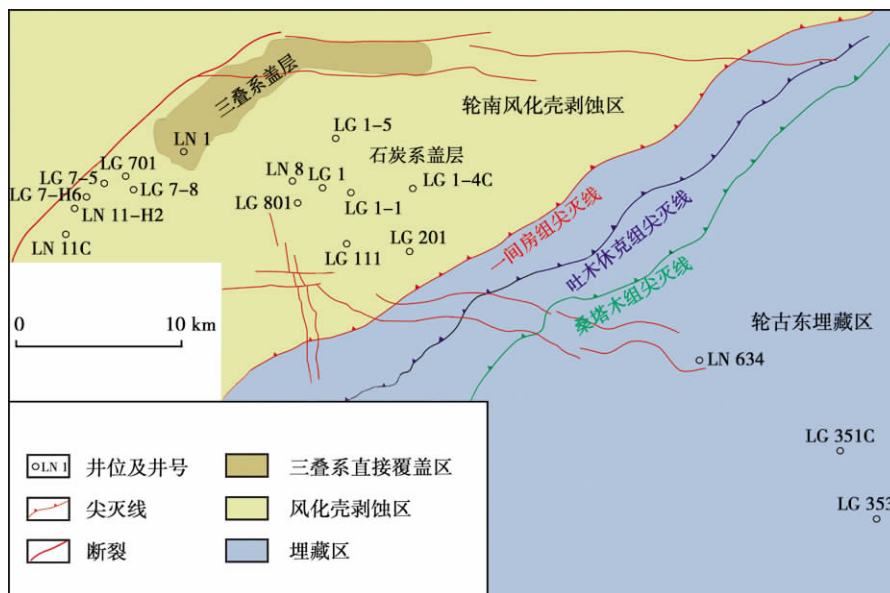 三叠系盖层
轮南风化壳剥蚀区
LN 1
LG 1-5
石炭系盖层
LG 701
LG 7-5
LN 8
LG 1
LG 1-4C
LG 7-H6
LG 7-8
LG 801
LG 1-1
LN 11-H2
LN 11C
LG 111
LG 201
一间房组尖灭线
吐木休克组尖灭线
桑塔木组尖灭线
0 10 km
轮古东埋藏区
LN 634
LG 351C
LG 353
LN 1 井位及井号
三叠系直接覆盖区
尖灭线
风化壳剥蚀区
断裂
埋藏区